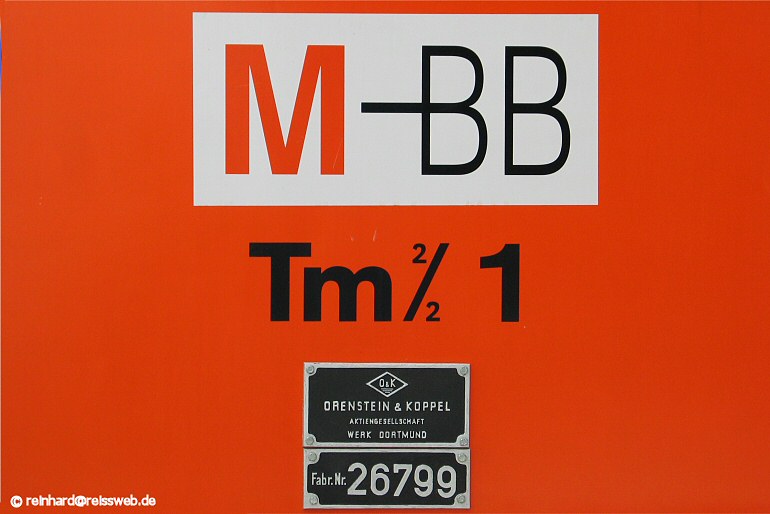 M-BB
Tm 2/2 1
O&K
ORENSTEIN & KOPPEL
AKTIENGESELLSCHAFT
WERK DORTMUND
Fabr. Nr. 26799
© reinhard@reissweb.de